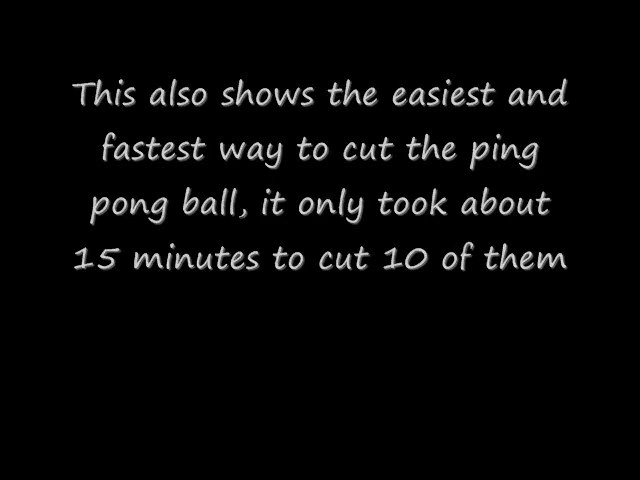 This also shows the easiest and
fastest way to cut the ping
pong ball, it only took about
15 minutes to cut 10 of them